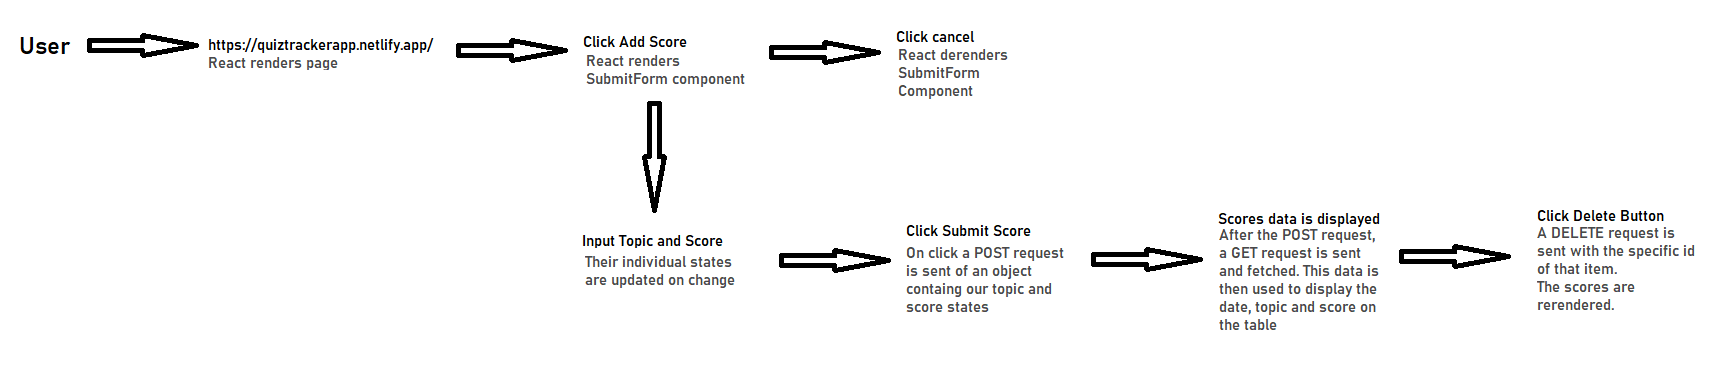 User
https://quiztrackerapp.netlify.app/
React renders page
Click Add Score
React renders
SubmitForm component
Click cancel
React derenders
SubmitForm
Component
Input Topic and Score
Their individual states
are updated on change
Click Submit Score
On click a POST request
is sent of an object
containg our topic and
score states
Scores data is displayed
After the POST request,
a GET request is sent
and fetched. This data is
then used to display the
date, topic and score on
the table
Click Delete Button
A DELETE request is
sent with the specific id
of that item.
The scores are
rerendered.